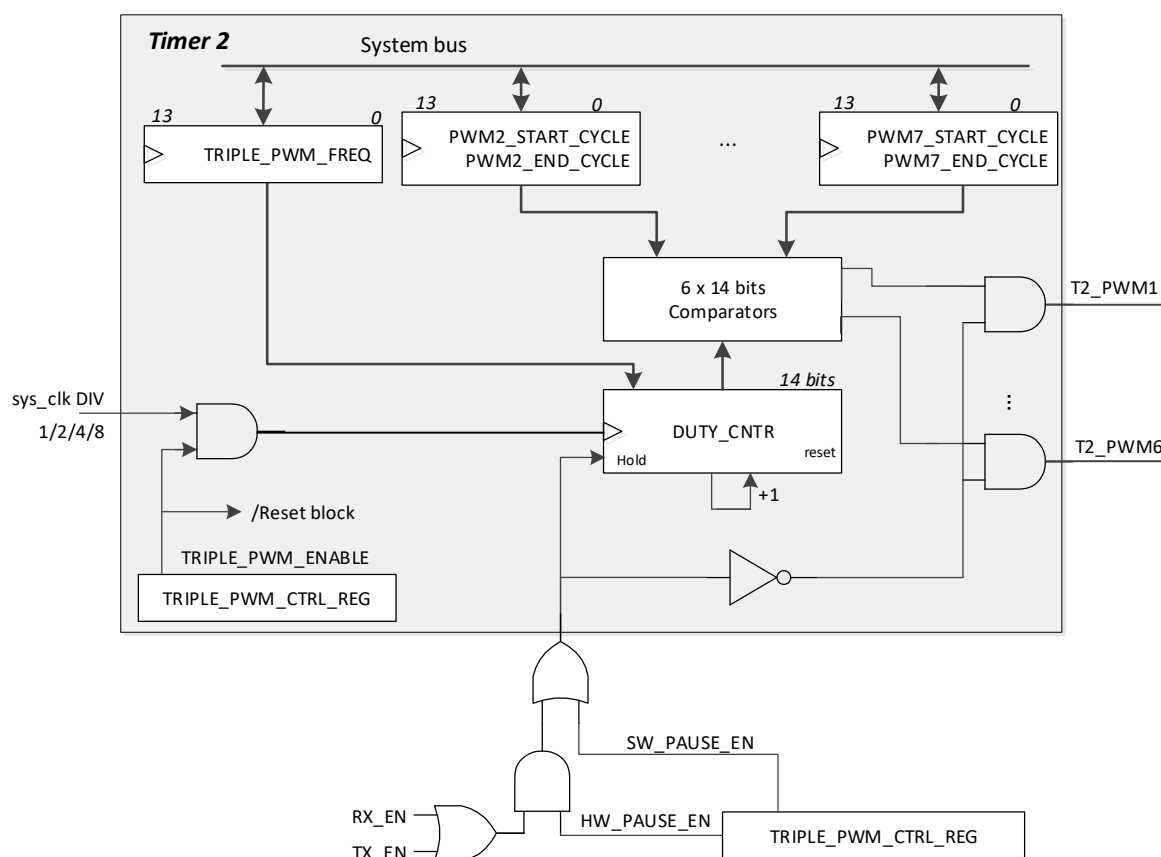 Timer 2
System bus
13
0
TRIPLE_PWM_FREQ
13
0
PWM2_START_CYCLE
PWM2_END_CYCLE
...
13
0
PWM7_START_CYCLE
PWM7_END_CYCLE
6 x 14 bits
Comparators
T2_PWM1
...
T2_PWM6
sys_clk DIV
1/2/4/8
14 bits
DUTY_CNTR
Hold
reset
+1
/Reset block
TRIPLE_PWM_ENABLE
TRIPLE_PWM_CTRL_REG
SW_PAUSE_EN
RX_EN
TX_EN
HW_PAUSE_EN
TRIPLE_PWM_CTRL_REG